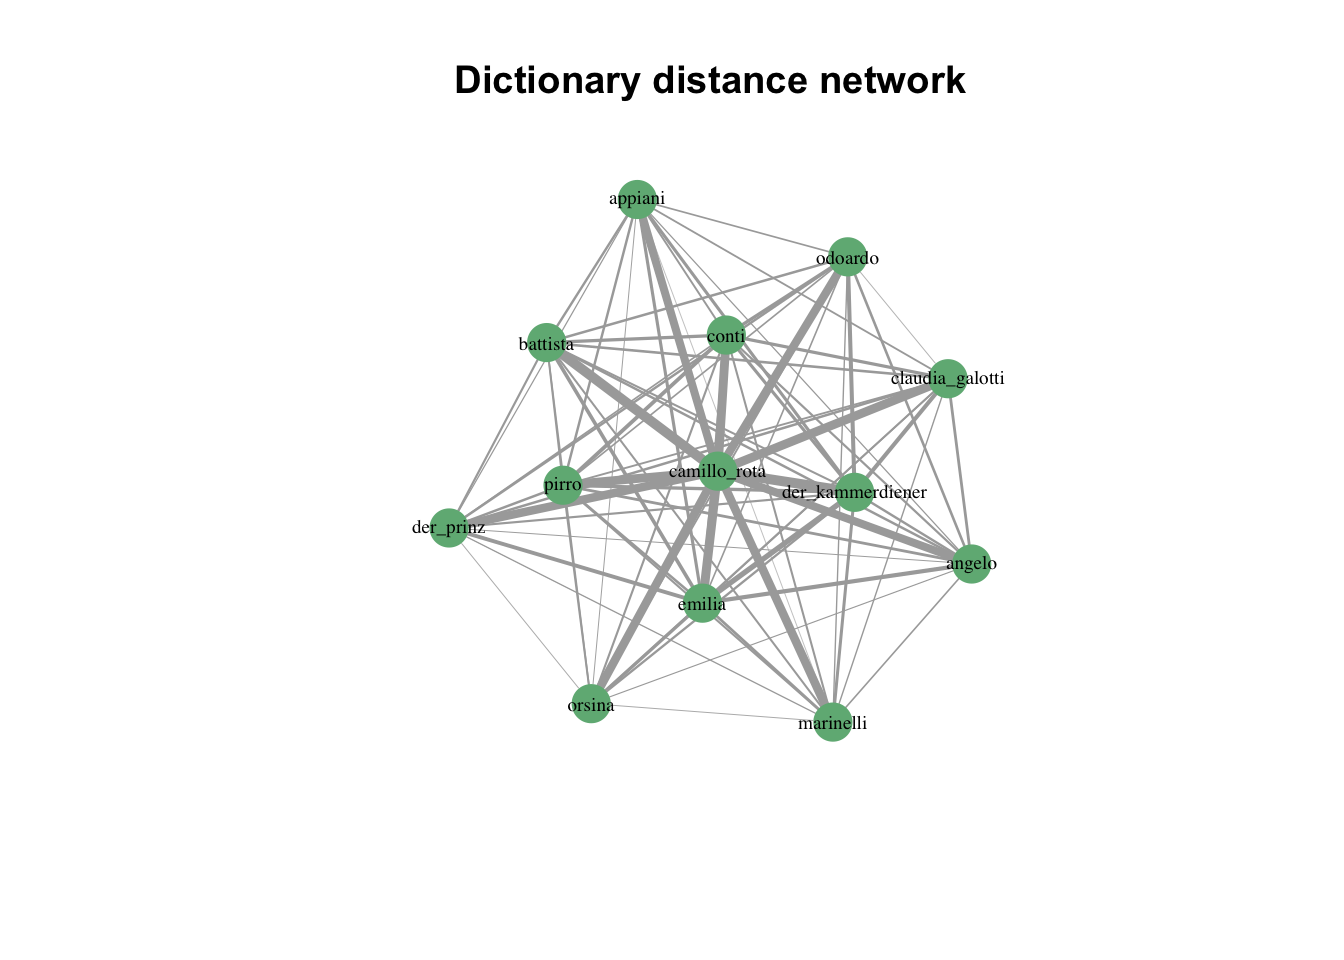 Dictionary distance network
appiani
odoardo
battista
conti
claudia_galotti
camillo_rota
pirro
der_kammerdiener
der_prinz
angelo
emilia
orsina
marinelli